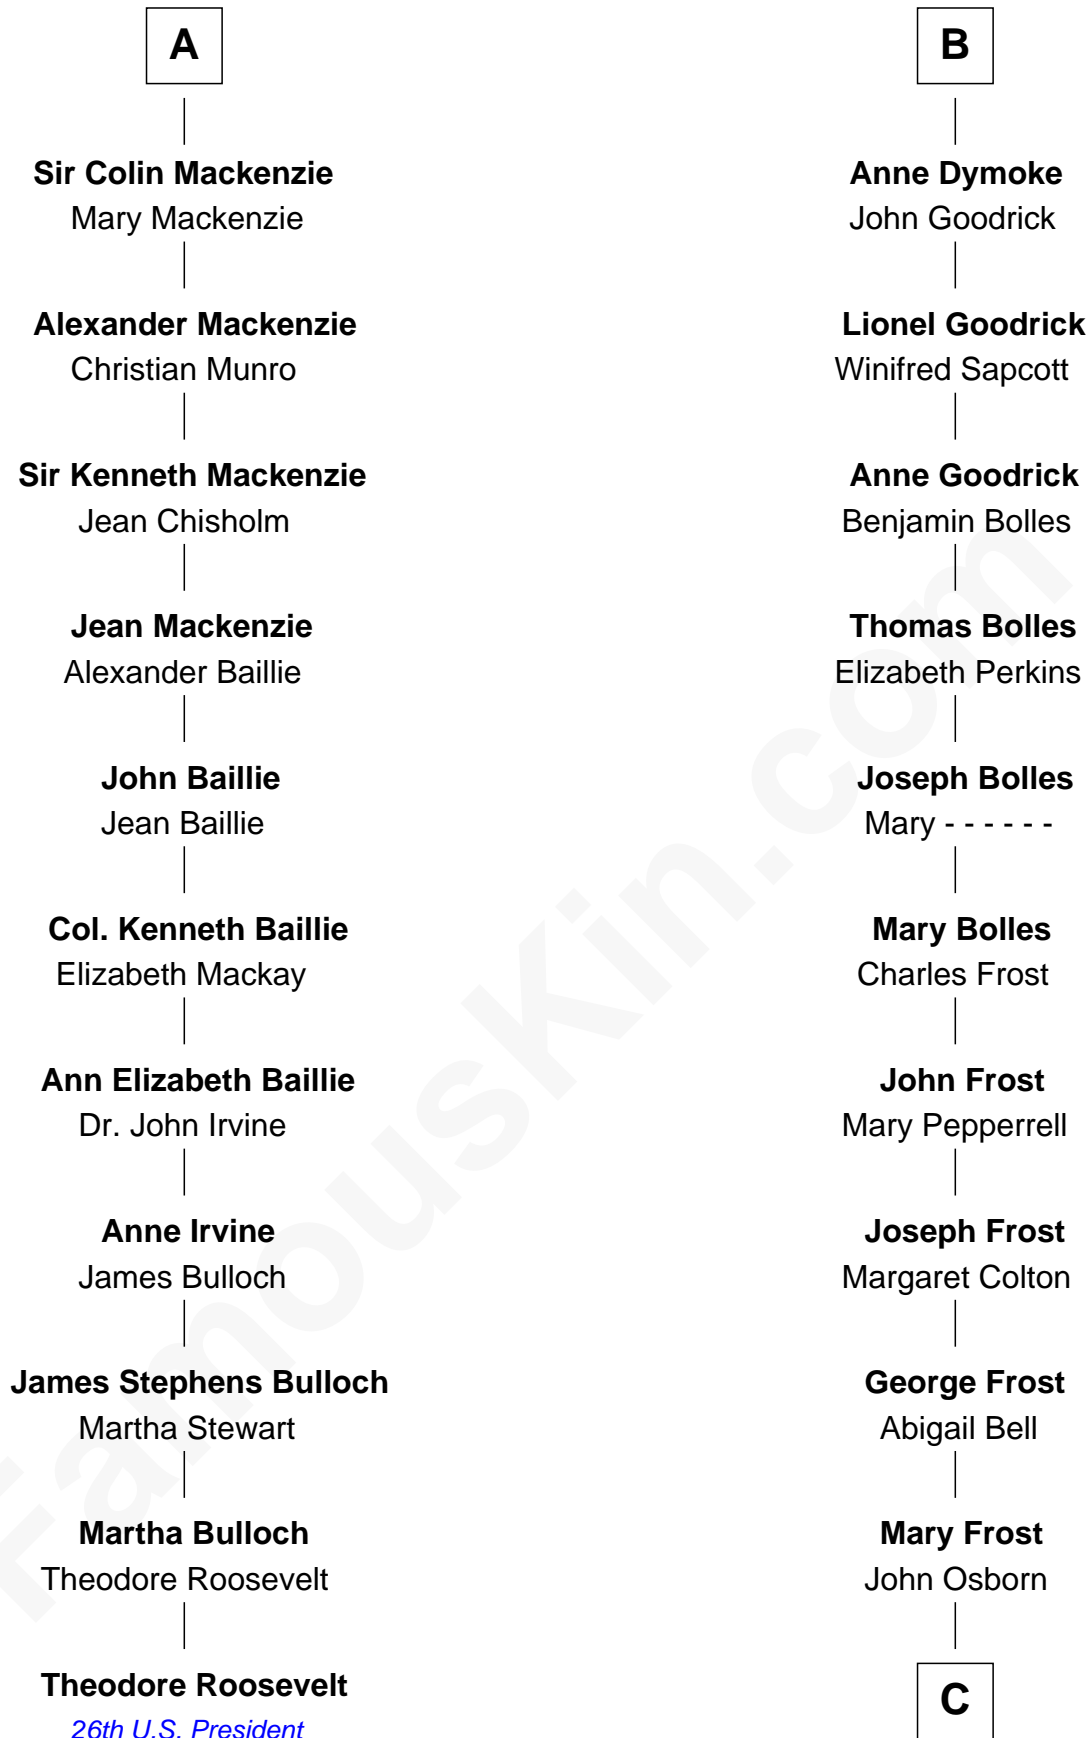 A
Sir Colin Mackenzie
Mary Mackenzie
Alexander Mackenzie
Christian Munro
Sir Kenneth Mackenzie
Jean Chisholm
Jean Mackenzie
Alexander Baillie
John Baillie
Jean Baillie
Col. Kenneth Baillie
Elizabeth Mackay
Ann Elizabeth Baillie
Dr. John Irvine
Anne Irvine
James Bulloch
James Stephens Bulloch
Martha Stewart
Martha Bulloch
Theodore Roosevelt
Theodore Roosevelt
26th U.S. President
B
Anne Dymoke
John Goodrick
Lionel Goodrick
Winifred Sapcott
Anne Goodrick
Benjamin Bolles
Thomas Bolles
Elizabeth Perkins
Joseph Bolles
Mary - - - - - -
Mary Bolles
Charles Frost
John Frost
Mary Pepperrell
Joseph Frost
Margaret Colton
George Frost
Abigail Bell
Mary Frost
John Osborn
C
FamousKin.com